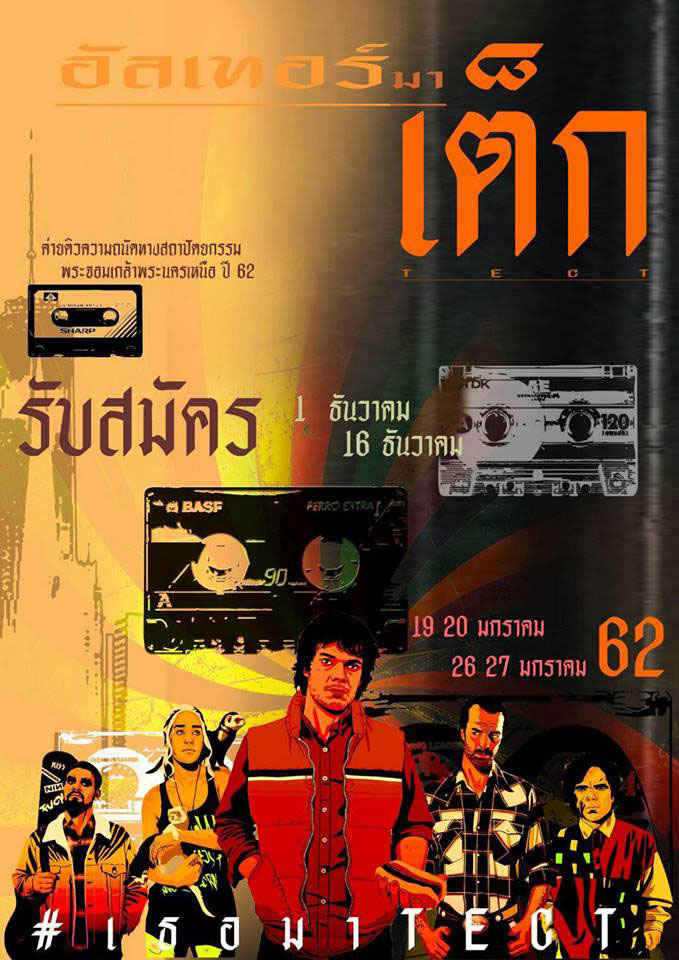 อัลเทอร์มา
เต็ก
TECT
ค่ายติวความถนัดทางสถาปัตยกรรม
พระจอมเกล้าพระนครเหนือ ปี 62
SHARP
รับสมัคร
1 ธันวาคม
16 ธันวาคม
TDK
A
120
BASF
FERRO EXTRA I
90
A
19 20 มกราคม
26 27 มกราคม
62
NIN
#เธอมาTECT